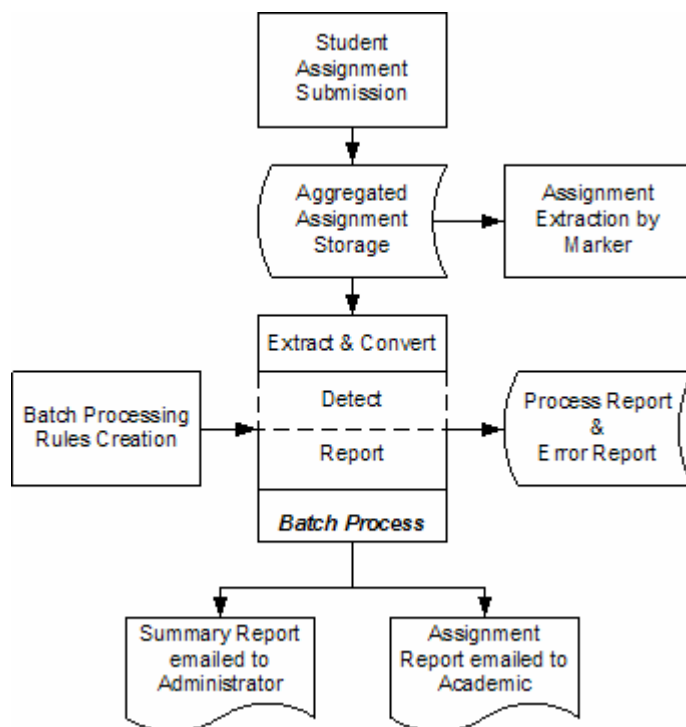 Student
Assignment
Submission
Aggregated
Assignment
Storage
Assignment
Extraction by
Marker
Extract & Convert
Detect
Report
Batch Process
Batch Processing
Rules Creation
Process Report
&
Error Report
Summary Report
emailed to
Administrator
Assignment
Report emailed to
Academic